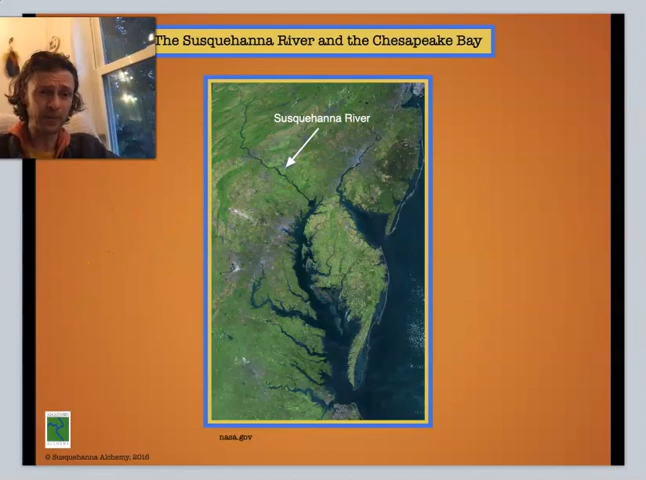 The Susquehanna River and the Chesapeake Bay
Susquehanna River
nasa.gov
© Susquehanna Alchemy, 2016